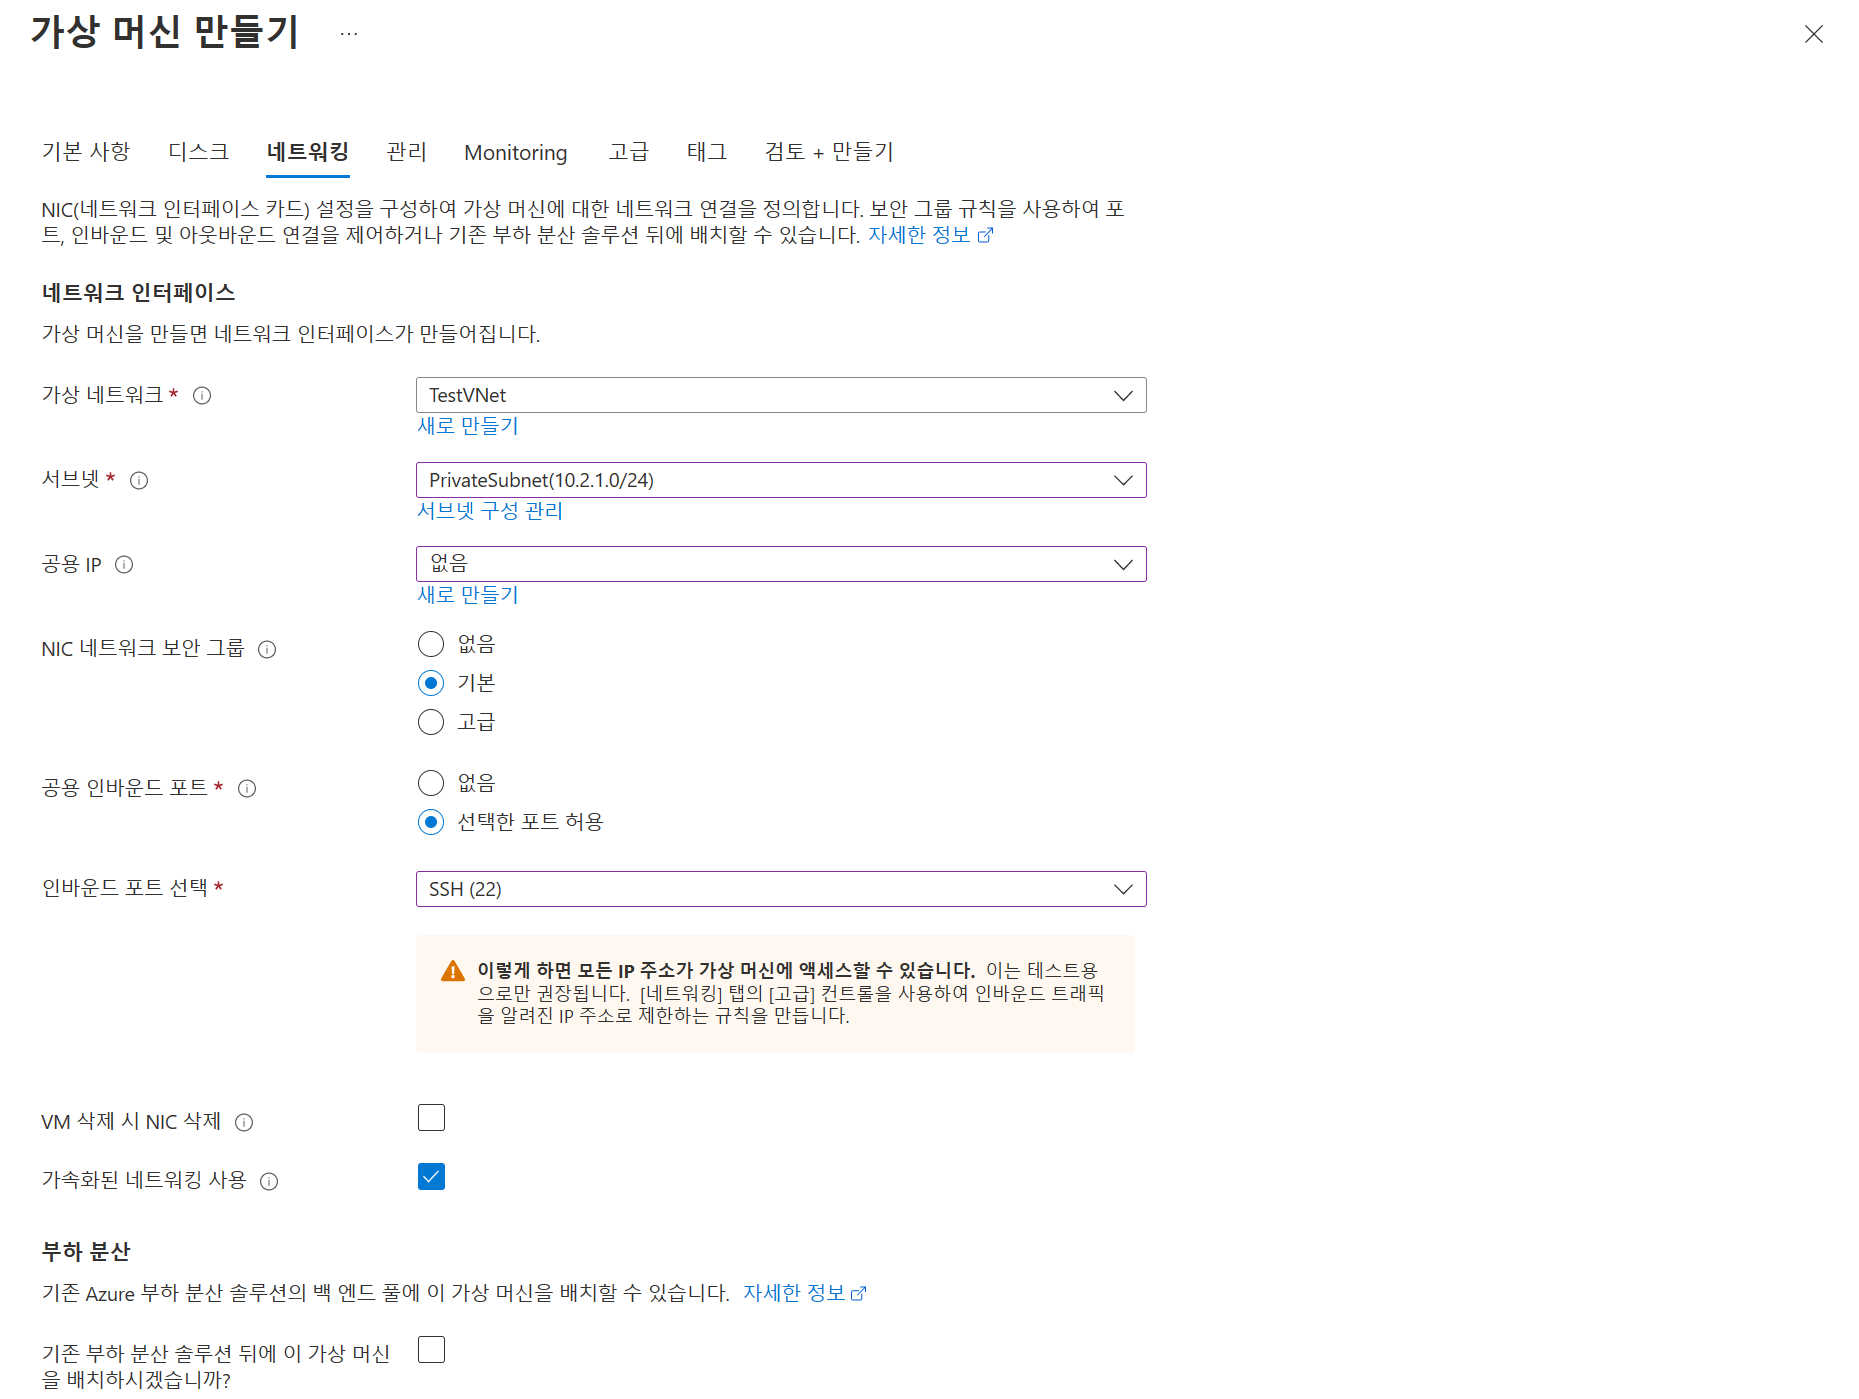 가상 머신 만들기 ...
기본 사항 디스크 네트워킹 관리 Monitoring 고급 태그 검토 + 만들기
NIC(네트워크 인터페이스 카드) 설정을 구성하여 가상 머신에 대한 네트워크 연결을 정의합니다. 보안 그룹 규칙을 사용하여 포
트, 인바운드 및 아웃바운드 연결을 제어하거나 기존 부하 분산 솔루션 뒤에 배치할 수 있습니다. 자세한 정보
네트워크 인터페이스
가상 머신을 만들면 네트워크 인터페이스가 만들어집니다.
가상 네트워크 * TestVNet
새로 만들기
서브넷 * PrivateSubnet(10.2.1.0/24)
서브넷 구성 관리
공용 IP 없음
새로 만들기
NIC 네트워크 보안 그룹 없음
기본
고급
공용 인바운드 포트 * 없음
선택한 포트 허용
인바운드 포트 선택 * SSH (22)
이렇게 하면 모든 IP 주소가 가상 머신에 액세스할 수 있습니다. 이는 테스트용
으로만 권장됩니다. [네트워킹] 탭의 [고급] 컨트롤을 사용하여 인바운드 트래픽
을 알려진 IP 주소로 제한하는 규칙을 만듭니다.
VM 삭제 시 NIC 삭제
가속화된 네트워킹 사용
부하 분산
기존 Azure 부하 분산 솔루션의 백 엔드 풀에 이 가상 머신을 배치할 수 있습니다. 자세한 정보
기존 부하 분산 솔루션 뒤에 이 가상 머신
을 배치하시겠습니까?